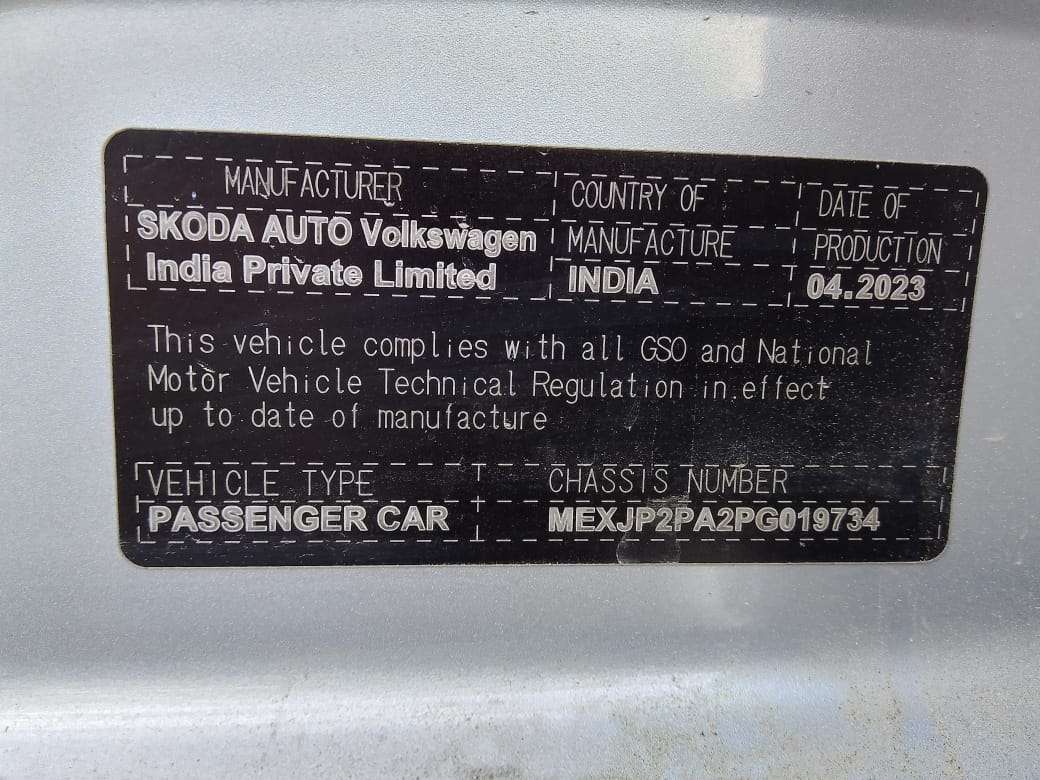 MANUFACTURER
SKODA AUTO Volkswagen
India Private Limited
COUNTRY OF
MANUFACTURE
INDIA
DATE OF
PRODUCTION
04.2023
This vehicle complies with all GSO and National
Motor Vehicle Technical Regulation in effect
up to date of manufacture
VEHICLE TYPE
PASSENGER CAR
CHASSIS NUMBER
MEXJP2PA2PG019734